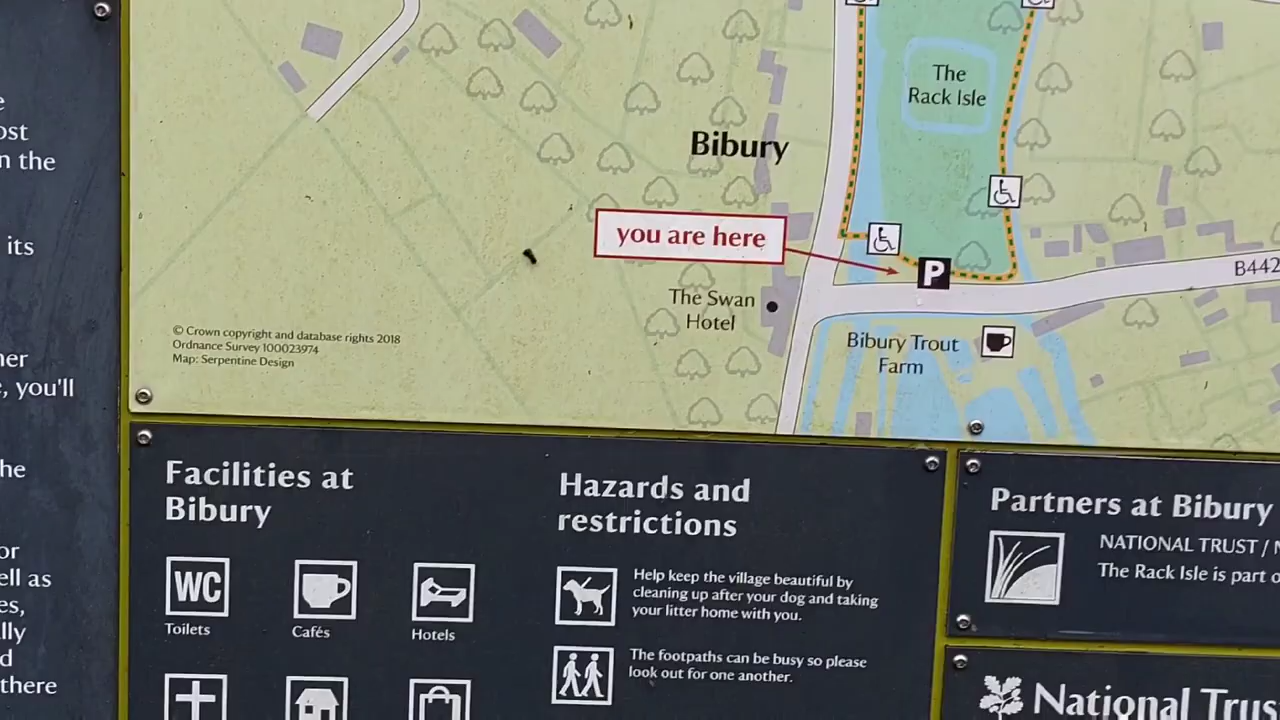 ost
n the
its
ner
, you'll
he
or
ell as
es,
lly
d
there
The
Rack Isle
Bibury
you are here
P
The Swan
Hotel
B442
Bibury Trout
Farm
© Crown copyright and database rights 2018
Ordnance Survey 100023974
Map: Serpentine Design
Facilities at
Bibury
WC
Toilets
Cafés
Hotels
Hazards and
restrictions
Help keep the village beautiful by
cleaning up after your dog and taking
your litter home with you.
The footpaths can be busy so please
look out for one another.
Partners at Bibury
NATIONAL TRUST /
The Rack Isle is part
National Trus